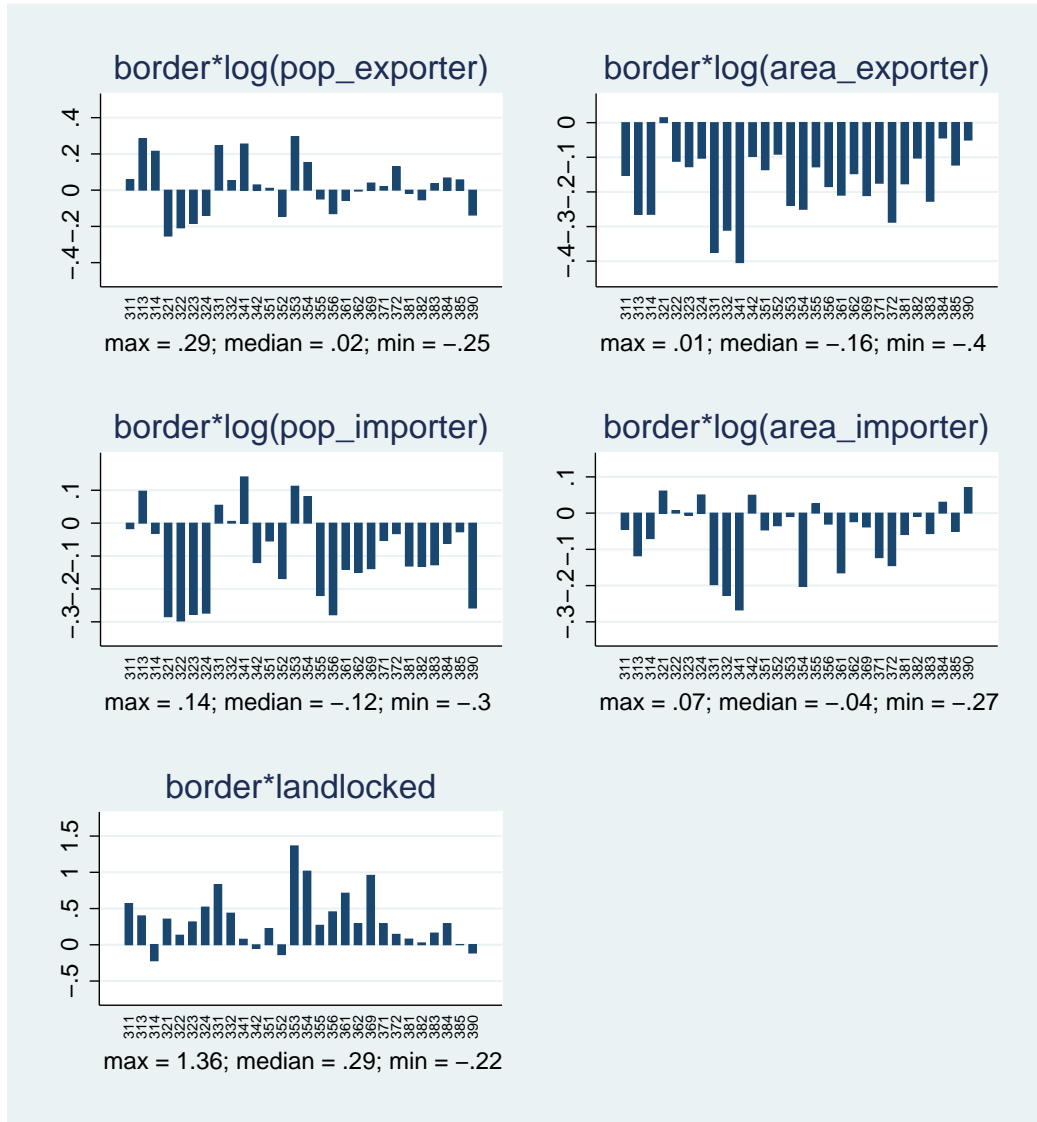 border*log(pop_exporter)
.4
.2
0
−.2
−.4
311 313 314 321 322 323 324 331 332 341 342 351 352 353 354 355 356 361 362 369 371 372 381 382 383 384 385 390
max = .29; median = .02; min = −.25
border*log(area_exporter)
0
−.1
−.2
−.3
−.4
311 313 314 321 322 323 324 331 332 341 342 351 352 353 354 355 356 361 362 369 371 372 381 382 383 384 385 390
max = .01; median = −.16; min = −.4
border*log(pop_importer)
.1
0
−.1
−.2
−.3
311 313 314 321 322 323 324 331 332 341 342 351 352 353 354 355 356 361 362 369 371 372 381 382 383 384 385 390
max = .14; median = −.12; min = −.3
border*log(area_importer)
.1
0
−.1
−.2
−.3
311 313 314 321 322 323 324 331 332 341 342 351 352 353 354 355 356 361 362 369 371 372 381 382 383 384 385 390
max = .07; median = −.04; min = −.27
border*landlocked
1.5
1
.5
0
−.5
311 313 314 321 322 323 324 331 332 341 342 351 352 353 354 355 356 361 362 369 371 372 381 382 383 384 385 390
max = 1.36; median = .29; min = −.22